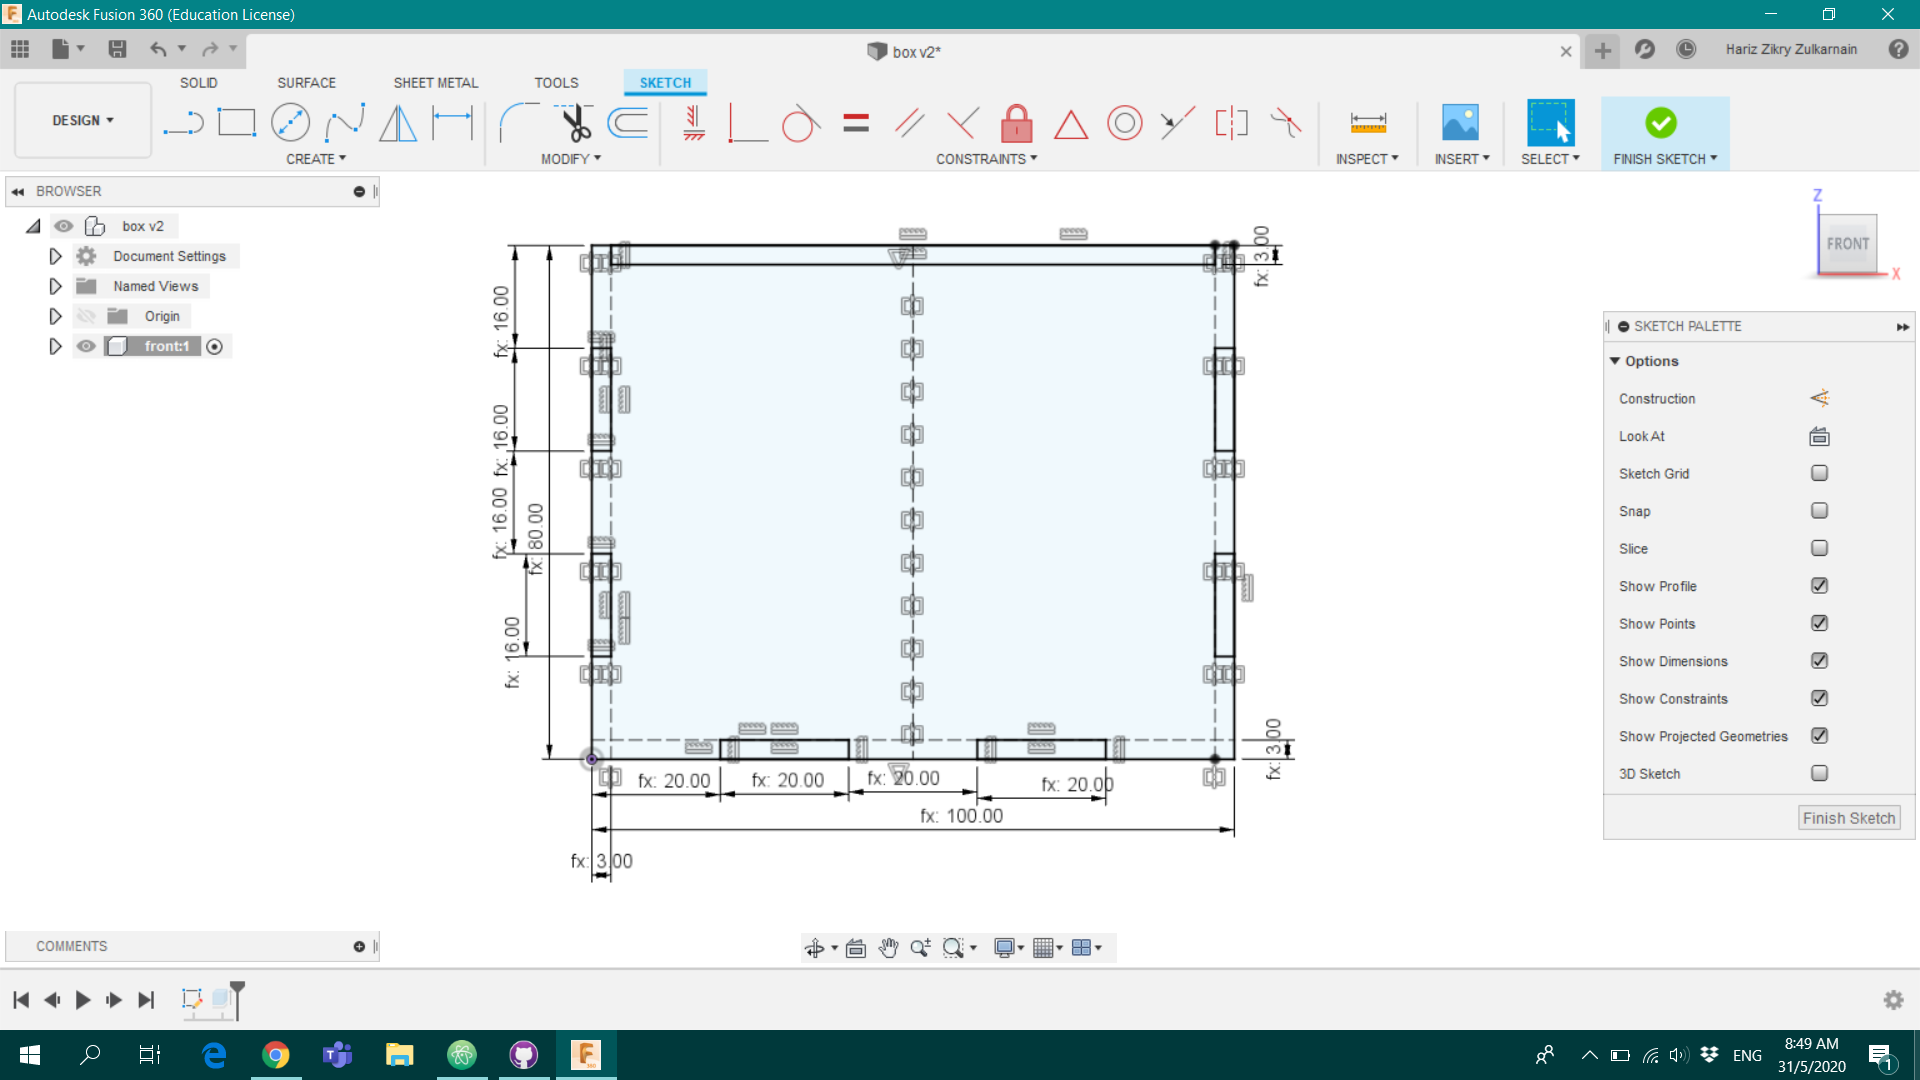 Autodesk Fusion 360 (Education License)
box v2*
Hariz Zikry Zulkarnain
DESIGN
SOLID SURFACE SHEET METAL TOOLS SKETCH
CREATE MODIFY CONSTRAINTS INSPECT INSERT SELECT FINISH SKETCH
BROWSER
box v2
Document Settings
Named Views
Origin
front:1
fx: 3.00
fx: 16.00
fx: 16.00
fx: 16.00
fx: 80.00
fx: 16.00
fx: 3.00
fx: 20.00
fx: 20.00
fx: 20.00
fx: 20.00
fx: 100.00
fx: 3.00
Z
FRONT
X
SKETCH PALETTE
Options
Construction
Look At
Sketch Grid
Snap
Slice
Show Profile
Show Points
Show Dimensions
Show Constraints
Show Projected Geometries
3D Sketch
Finish Sketch
COMMENTS
ENG
8:49 AM
31/5/2020
1